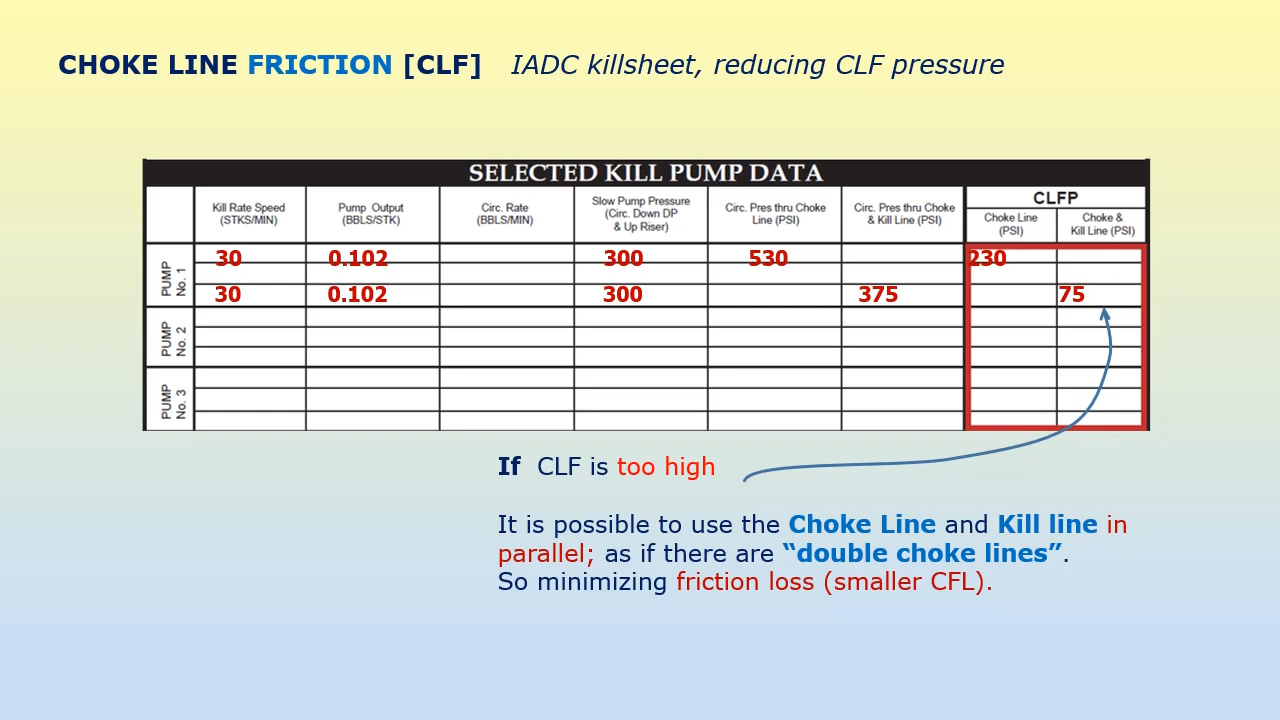 CHOKE LINE FRICTION [CLF] IADC killsheet, reducing CLF pressure
SELECTED KILL PUMP DATA
Kill Rate Speed
(STKS/MIN)
Pump Output
(BBLS/STK)
Circ. Rate
(BBLS/MIN)
Slow Pump Pressure
(Circ. Down DP
& Up Riser)
Circ. Pres thru Choke
Line (PSI)
Circ. Pres thru Choke
& Kill Line (PSI)
CLFP
Choke Line
(PSI)
Choke &
Kill Line (PSI)
PUMP
No. 1
30 0.102 300 530 230
30 0.102 300 375 75
PUMP
No. 2
PUMP
No. 3
If CLF is too high
It is possible to use the Choke Line and Kill line in
parallel; as if there are “double choke lines”.
So minimizing friction loss (smaller CFL).